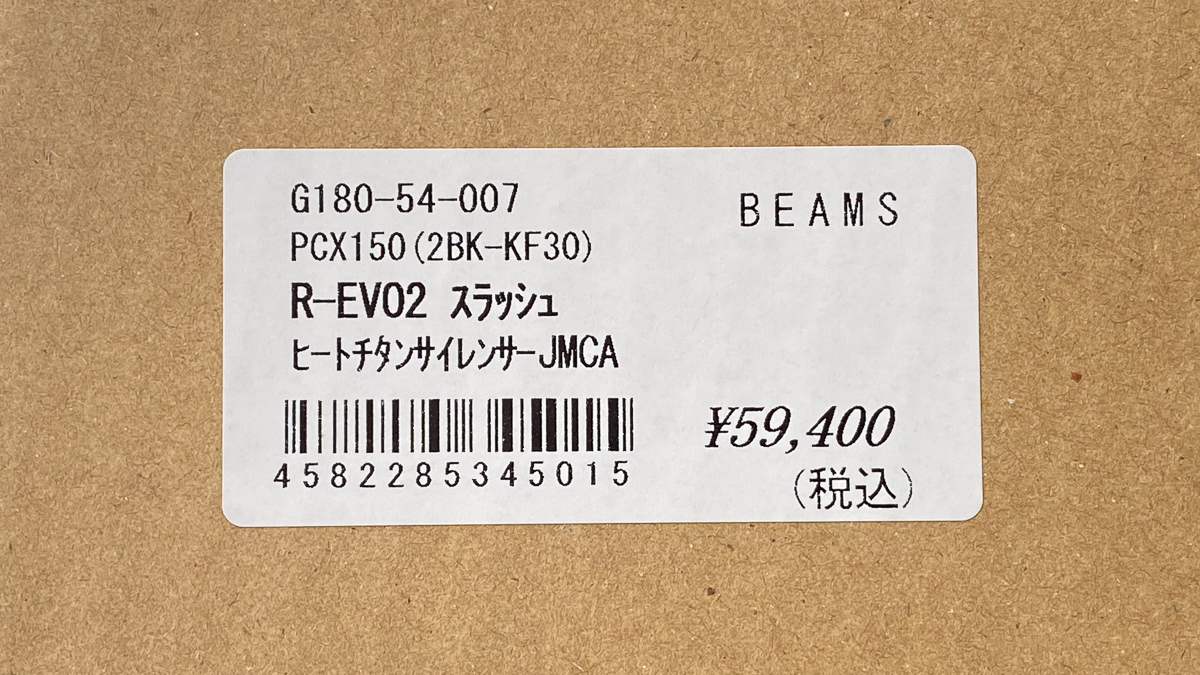 G180-54-007
BEAMS
PCX150(2BK-KF30)
R-EVO2 ｽﾗｯｼｭ
ﾋｰﾄﾁﾀﾝｻｲﾚﾝｻｰJMCA
4582285345015
¥59,400
(税込)